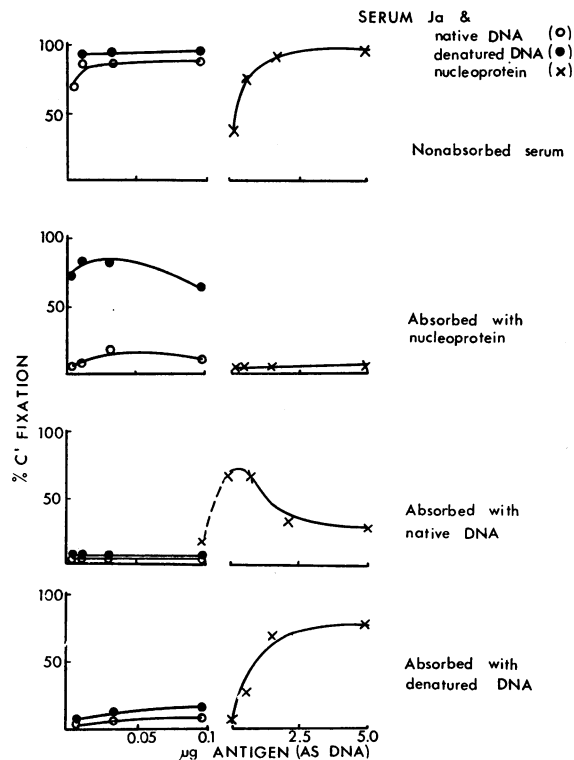 SERUM Ja &
native DNA (o)
denatured DNA (●)
nucleoprotein (×)
100
50
Nonabsorbed serum
100
50
Absorbed with
nucleoprotein
% C' FIXATION
100
50
Absorbed with
native DNA
100
50
Absorbed with
denatured DNA
0.05 0.1 2.5 5.0
µg ANTIGEN (AS DNA)